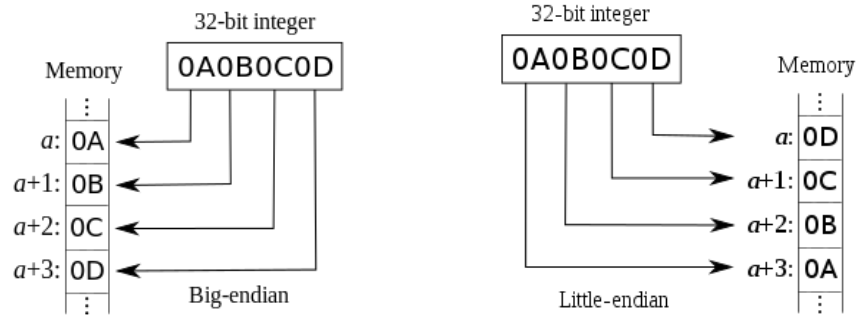 32-bit integer
0A0B0C0D
Memory
⋮
a: 0A
a+1: 0B
a+2: 0C
a+3: 0D
⋮
Big-endian
32-bit integer
0A0B0C0D
Memory
⋮
a: 0D
a+1: 0C
a+2: 0B
a+3: 0A
⋮
Little-endian